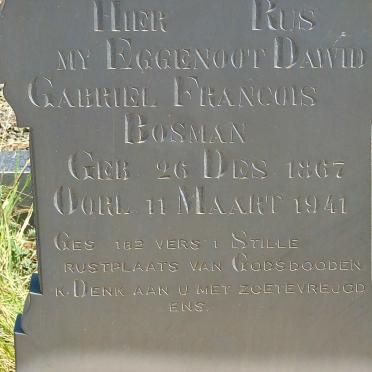 HIER RUS
MY EGGENOOT DAWID
GABRIEL FRANCOIS
BOSMAN
GEB 26 DES 1867
OORL 11 MAART 1941
GES 182 VERS 1 STILLE
RUSTPLAATS VAN GODSDOODEN
K. DENK AAN U MET ZOETEVREUGD
ENS.